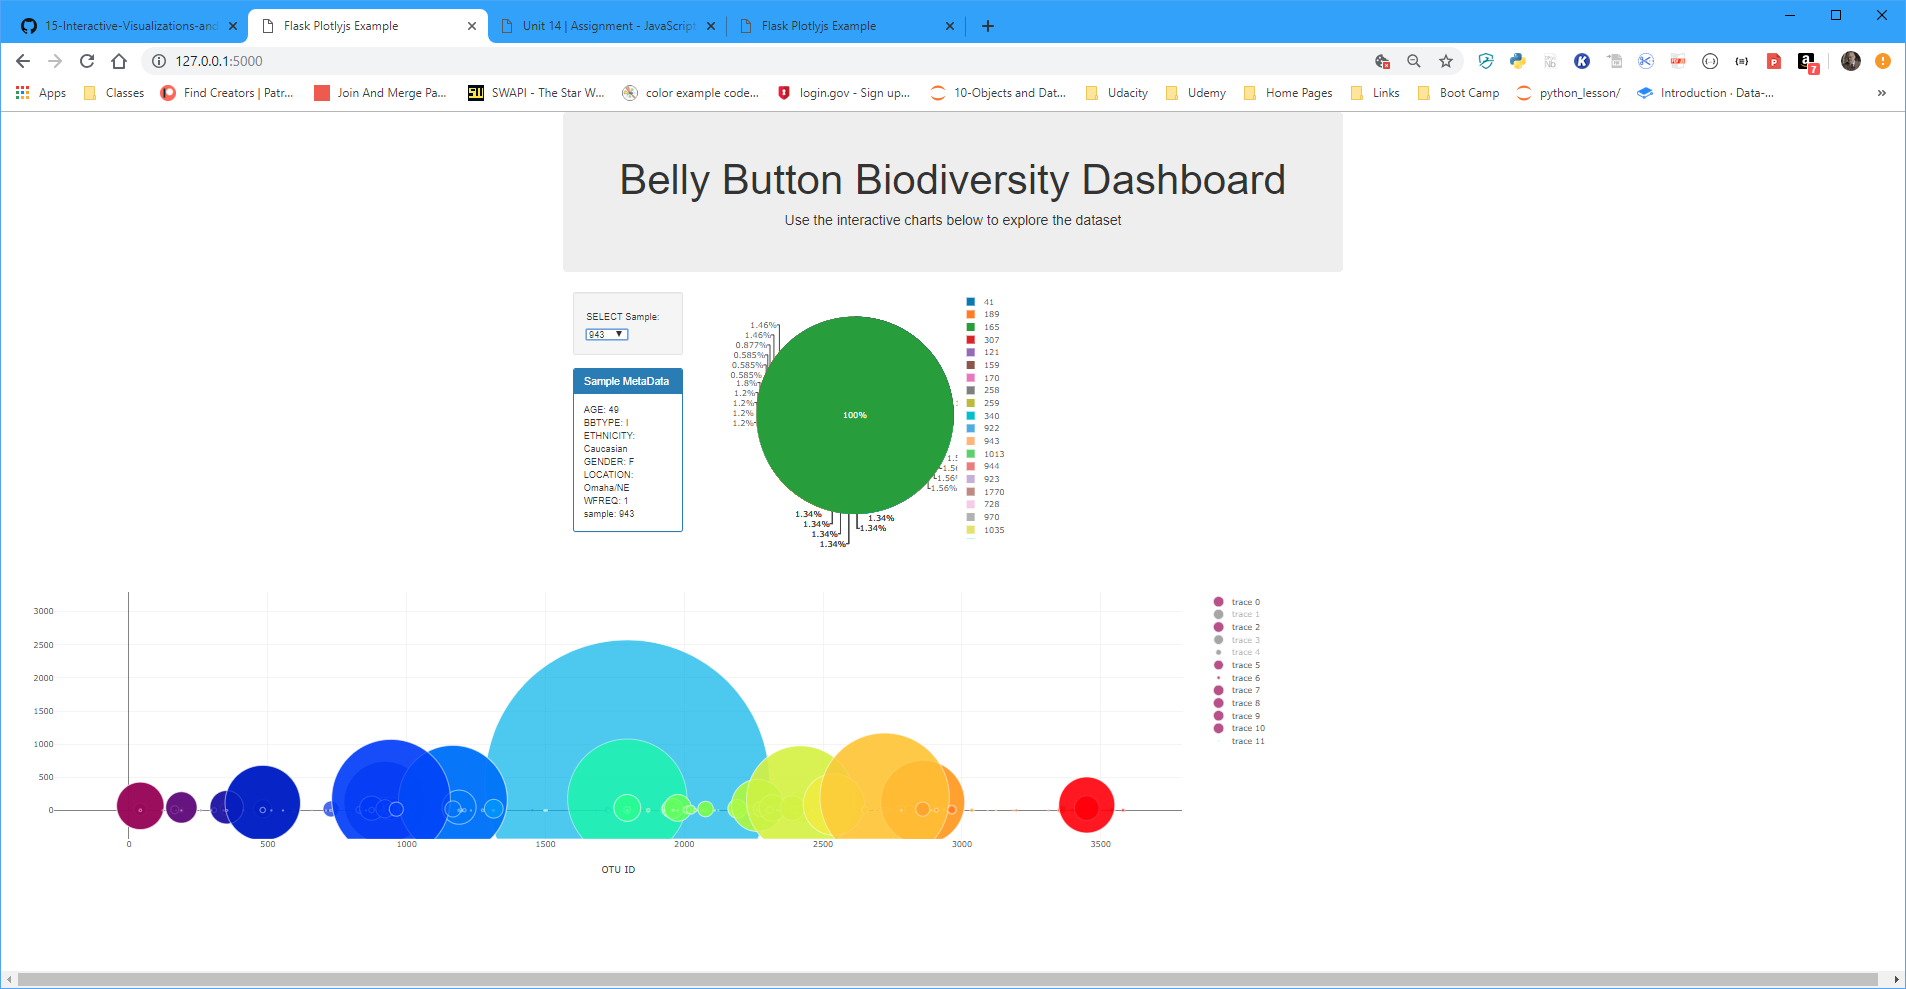 15-Interactive-Visualizations-and
Flask Plotlyjs Example
Unit 14 | Assignment - JavaScript
Flask Plotlyjs Example
127.0.0.1:5000
Apps
Classes
Find Creators | Patr...
Join And Merge Pa...
SWAPI - The Star W...
color example code...
login.gov - Sign up...
10-Objects and Dat...
Udacity
Udemy
Home Pages
Links
Boot Camp
python_lesson/
Introduction · Data-...
Belly Button Biodiversity Dashboard
Use the interactive charts below to explore the dataset
SELECT Sample:
943
Sample MetaData
AGE: 49
BBTYPE: I
ETHNICITY:
Caucasian
GENDER: F
LOCATION:
Omaha/NE
WFREQ: 1
sample: 943
1.46%
1.46%
0.877%
0.585%
0.585%
0.585%
1.8%
1.2%
1.2%
1.2%
1.2%
100%
1.56%
1.34%
1.34%
1.34%
1.34%
1.34%
1.34%
41
189
165
307
121
159
170
258
259
340
922
943
1013
944
923
1770
728
970
1035
3000
2500
2000
1500
1000
500
0
0
500
1000
1500
2000
2500
3000
3500
OTU ID
trace 0
trace 1
trace 2
trace 3
trace 4
trace 5
trace 6
trace 7
trace 8
trace 9
trace 10
trace 11